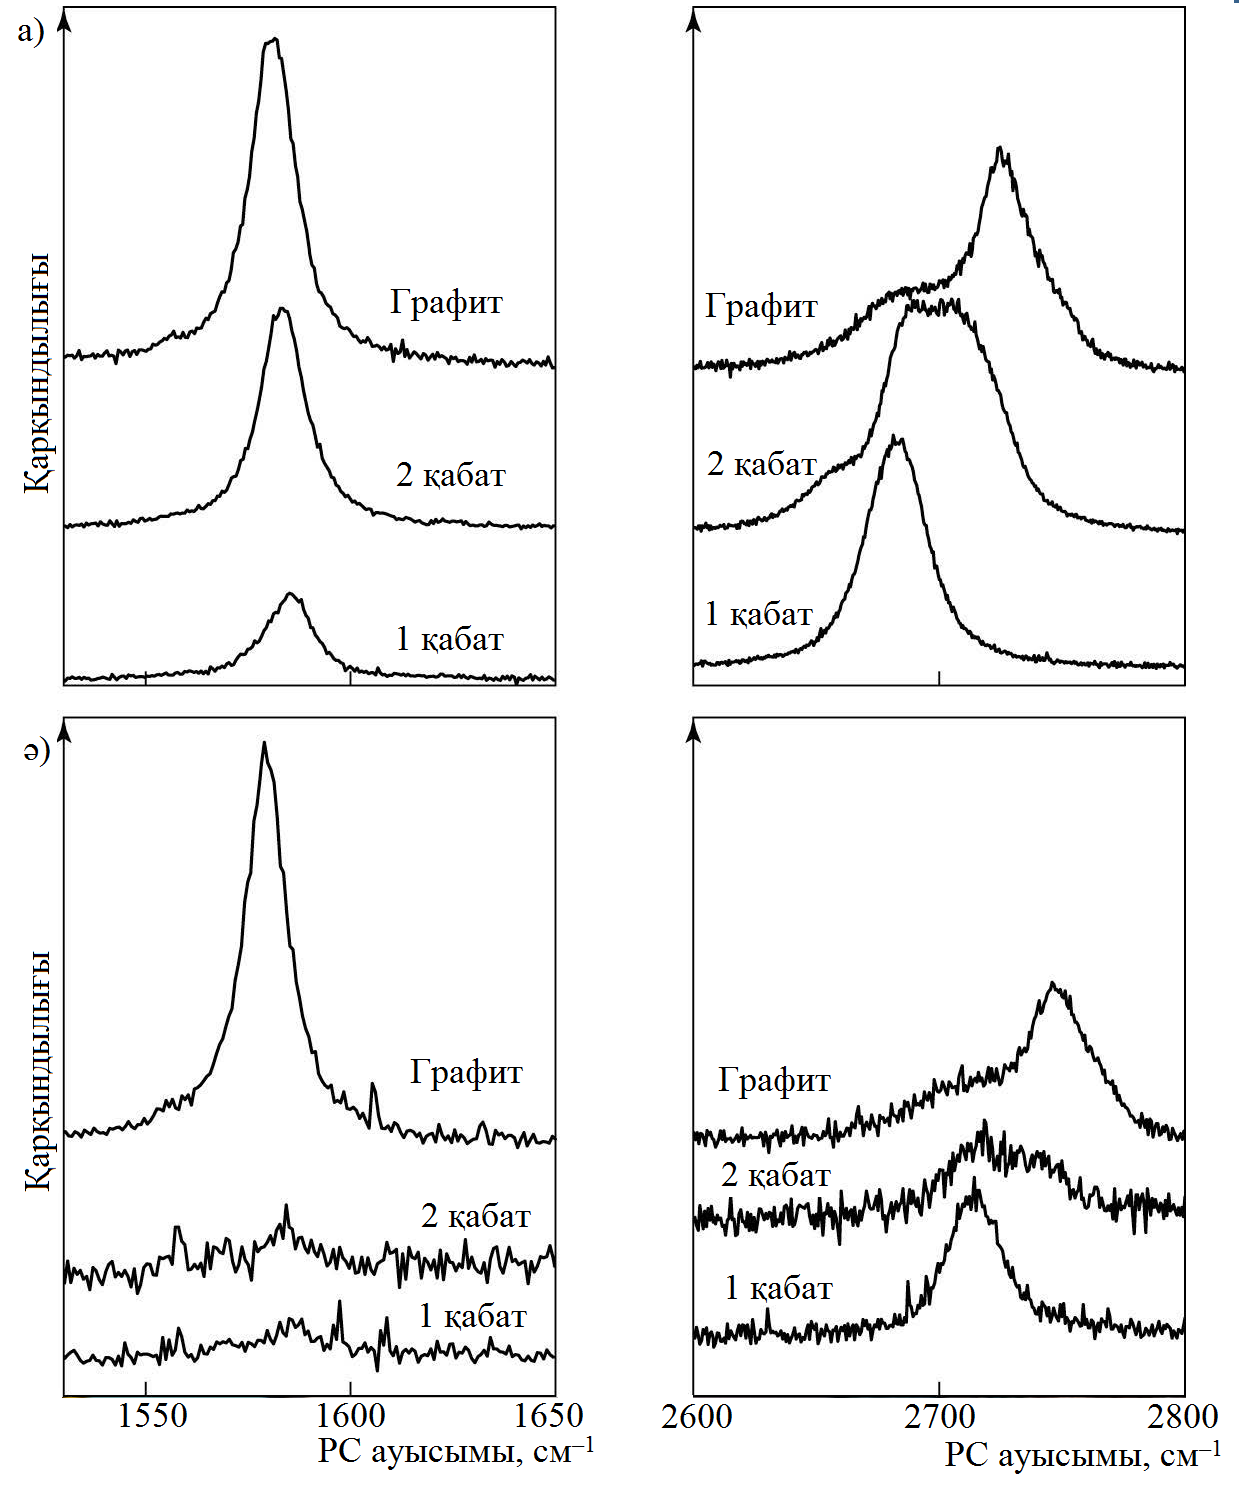 а)
Қарқындылығы
Графит
2 қабат
1 қабат
Графит
2 қабат
1 қабат
ә)
Қарқындылығы
Графит
2 қабат
1 қабат
Графит
2 қабат
1 қабат
1550 1600 1650
РС ауысымы, см–1
2600 2700 2800
РС ауысымы, см–1